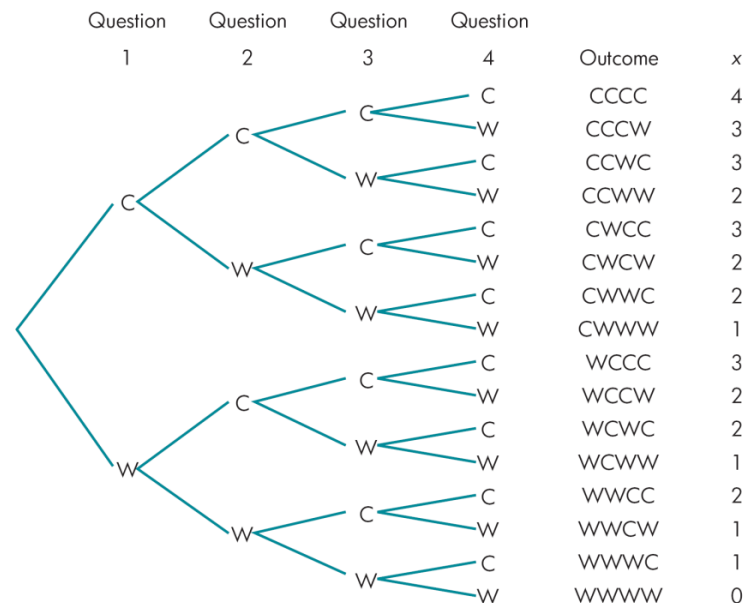 Question Question Question Question
1 2 3 4 Outcome x
C CCCC 4
C
W CCCW 3
C
C CCWC 3
W
W CCWW 2
C
C CWCC 3
C
W CWCW 2
W
C CWWC 2
W
W CWWW 1
C WCCC 3
C
W WCCW 2
C
C WCWC 2
W
W WCWW 1
W
C WWCC 2
C
W WWCW 1
W
C WWWC 1
W
W WWWW 0